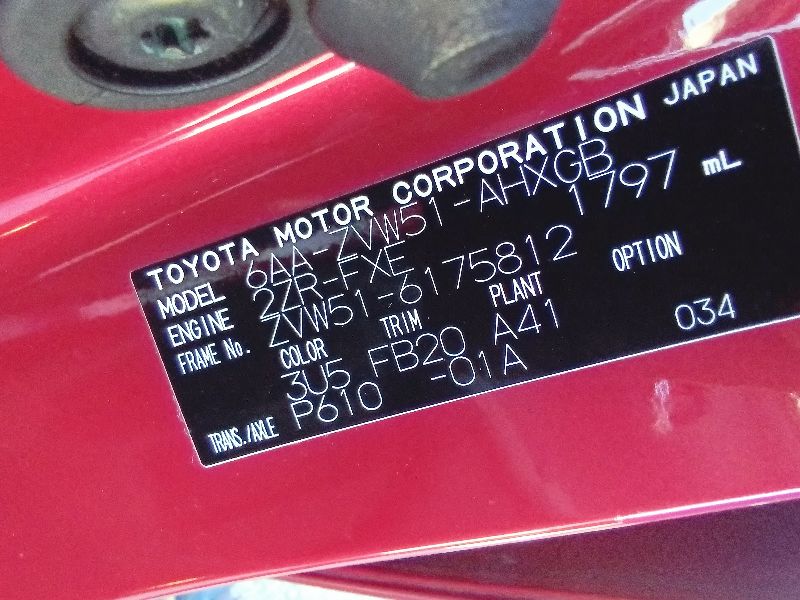 TOYOTA MOTOR CORPORATION JAPAN
MODEL 6AA-ZVW51-AHXGB
ENGINE 2ZR-FXE 1797 mL
FRAME No. ZVW51-6175812
COLOR TRIM PLANT OPTION
3U5 FB20 A41 034
TRANS./AXLE P610 -01A